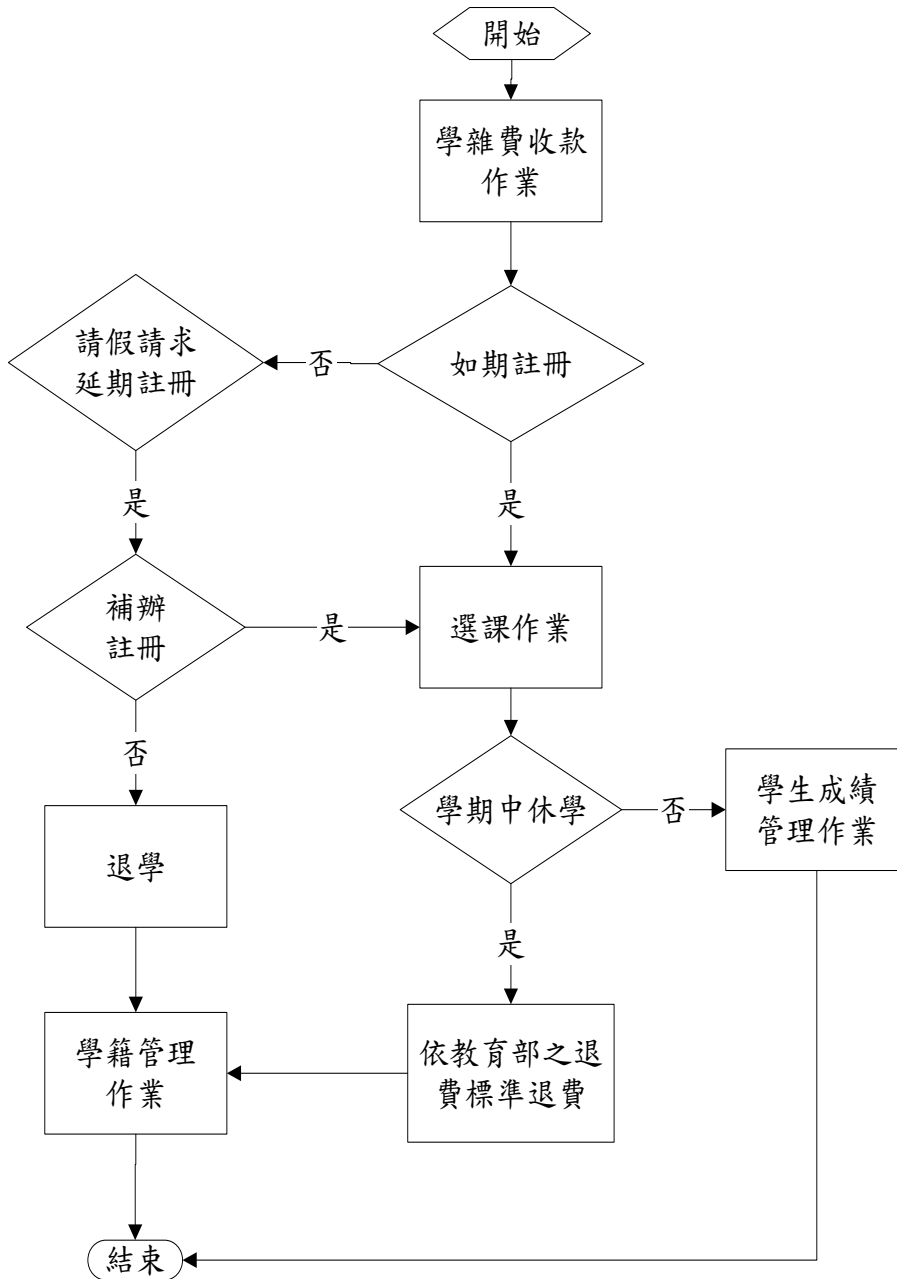 開始
學雜費收款
作業
請假請求
延期註冊
否
如期註冊
是
是
補辦
註冊
是
選課作業
否
學期中休學
否
學生成績
管理作業
退學
是
學籍管理
作業
依教育部之退
費標準退費
結束